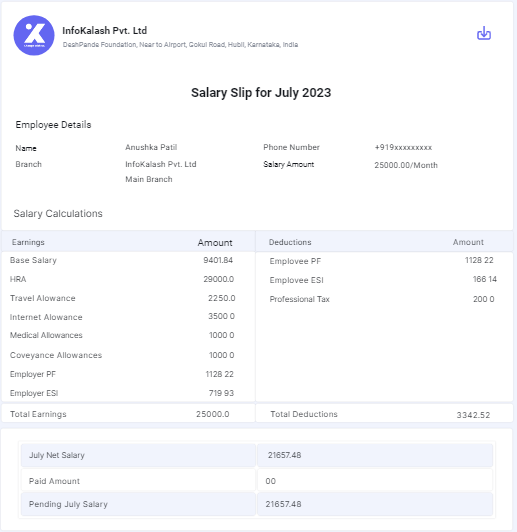 InfoKalash Pvt. Ltd
DeshPande Foundation, Near to Airport, Gokul Road, Hubli, Karnataka, India
Salary Slip for July 2023
Employee Details
Name Anushka Patil Phone Number +919xxxxxxxxx
Branch InfoKalash Pvt. Ltd Salary Amount 25000.00/Month
Main Branch
Salary Calculations
Earnings Amount Deductions Amount
Base Salary 9401.84 Employee PF 1128 22
HRA 29000.0 Employee ESI 166 14
Travel Alowance 2250.0 Professional Tax 200 0
Internet Alowance 3500 0
Medical Allowances 1000 0
Coveyance Allowances 1000 0
Employer PF 1128 22
Employer ESI 719 93
Total Earnings 25000.0 Total Deductions 3342.52
July Net Salary 21657.48
Paid Amount 00
Pending July Salary 21657.48